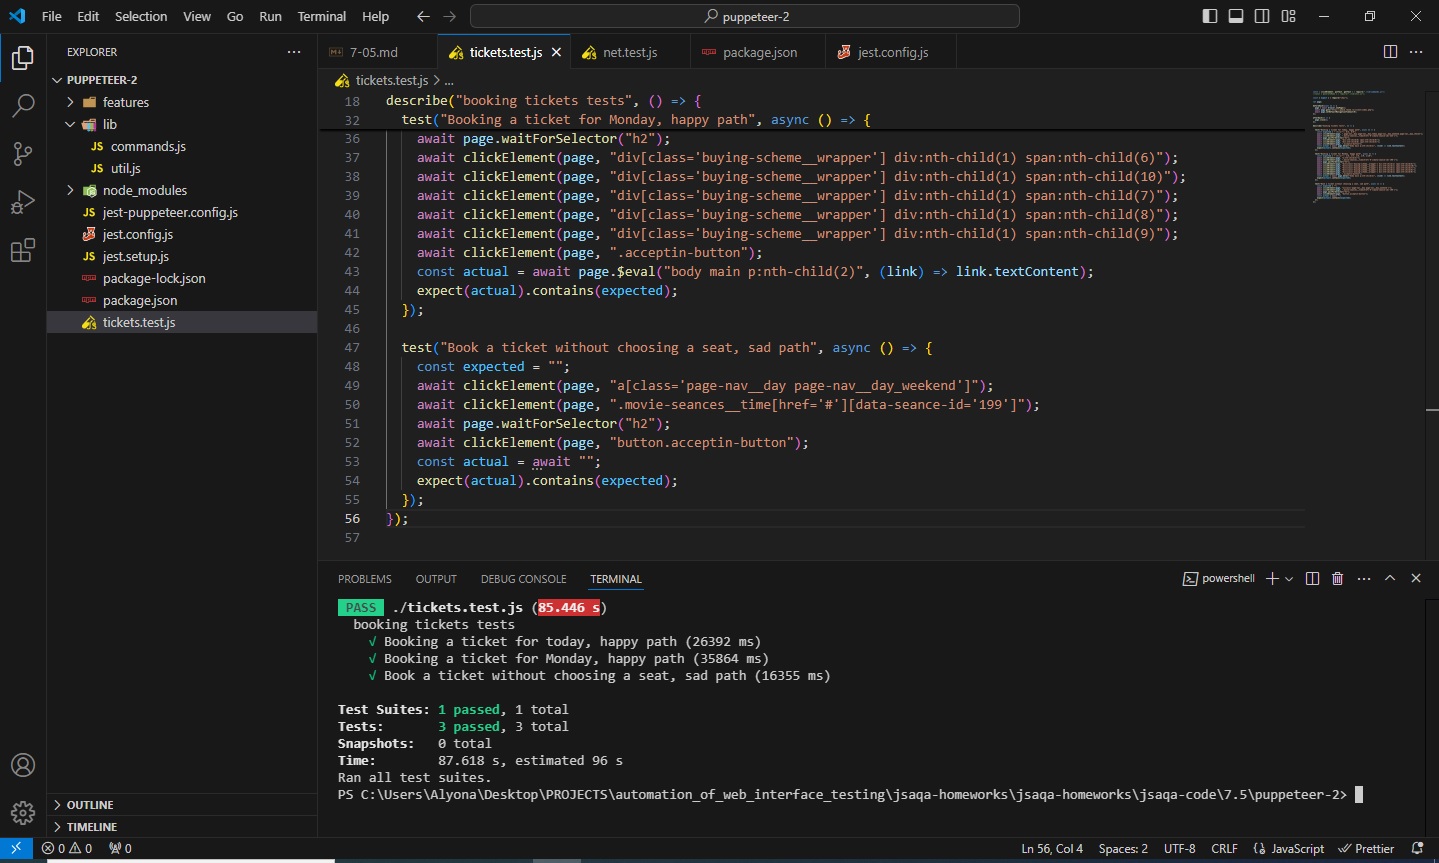 File Edit Selection View Go Run Terminal Help puppeteer-2
EXPLORER
PUPPETEER-2
features
lib
JS commands.js
JS util.js
node_modules
JS jest-puppeteer.config.js
jest.config.js
JS jest.setup.js
package-lock.json
package.json
tickets.test.js
OUTLINE
TIMELINE
7-05.md tickets.test.js net.test.js package.json jest.config.js
tickets.test.js > ...
18 describe("booking tickets tests", () => {
32 test("Booking a ticket for Monday, happy path", async () => {
36 await page.waitForSelector("h2");
37 await clickElement(page, "div[class='buying-scheme__wrapper'] div:nth-child(1) span:nth-child(6)");
38 await clickElement(page, "div[class='buying-scheme__wrapper'] div:nth-child(1) span:nth-child(10)");
39 await clickElement(page, "div[class='buying-scheme__wrapper'] div:nth-child(1) span:nth-child(7)");
40 await clickElement(page, "div[class='buying-scheme__wrapper'] div:nth-child(1) span:nth-child(8)");
41 await clickElement(page, "div[class='buying-scheme__wrapper'] div:nth-child(1) span:nth-child(9)");
42 await clickElement(page, ".acceptin-button");
43 const actual = await page.$eval("body main p:nth-child(2)", (link) => link.textContent);
44 expect(actual).contains(expected);
45 });
46
47 test("Book a ticket without choosing a seat, sad path", async () => {
48 const expected = "";
49 await clickElement(page, "a[class='page-nav__day page-nav__day_weekend']");
50 await clickElement(page, ".movie-seances__time[href='#'][data-seance-id='199']");
51 await page.waitForSelector("h2");
52 await clickElement(page, "button.acceptin-button");
53 const actual = await "";
54 expect(actual).contains(expected);
55 });
56 });
57
PROBLEMS OUTPUT DEBUG CONSOLE TERMINAL powershell
PASS ./tickets.test.js (85.446 s)
booking tickets tests
√ Booking a ticket for today, happy path (26392 ms)
√ Booking a ticket for Monday, happy path (35864 ms)
√ Book a ticket without choosing a seat, sad path (16355 ms)
Test Suites: 1 passed, 1 total
Tests: 3 passed, 3 total
Snapshots: 0 total
Time: 87.618 s, estimated 96 s
Ran all test suites.
PS C:\Users\Alyona\Desktop\PROJECTS\automation_of_web_interface_testing\jsaqa-homeworks\jsaqa-homeworks\jsaqa-code\7.5\puppeteer-2>
0 0 0 Ln 56, Col 4 Spaces: 2 UTF-8 CRLF {} JavaScript Prettier